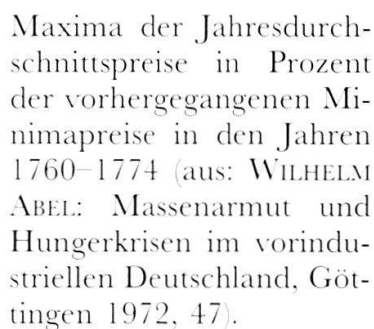 Maxima der Jahresdurch-
schnittspreise in Prozent
der vorhergegangenen Mi-
nimapreise in den Jahren
1760–1774 (aus: WILHELM
ABEL: Massenarmut und
Hungerkrisen im vorindu-
striellen Deutschland, Göt-
tingen 1972, 47).